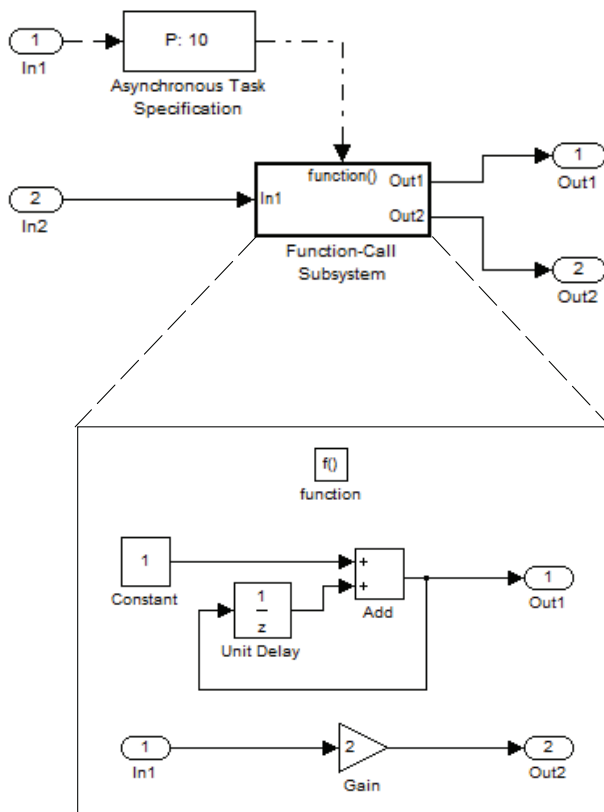 1
In1
P: 10
Asynchronous Task
Specification
2
In2
function()
In1
Out1
Out2
Function-Call
Subsystem
1
Out1
2
Out2
f()
function
1
Constant
+
+
Add
1
z
Unit Delay
1
Out1
1
In1
2
Gain
2
Out2